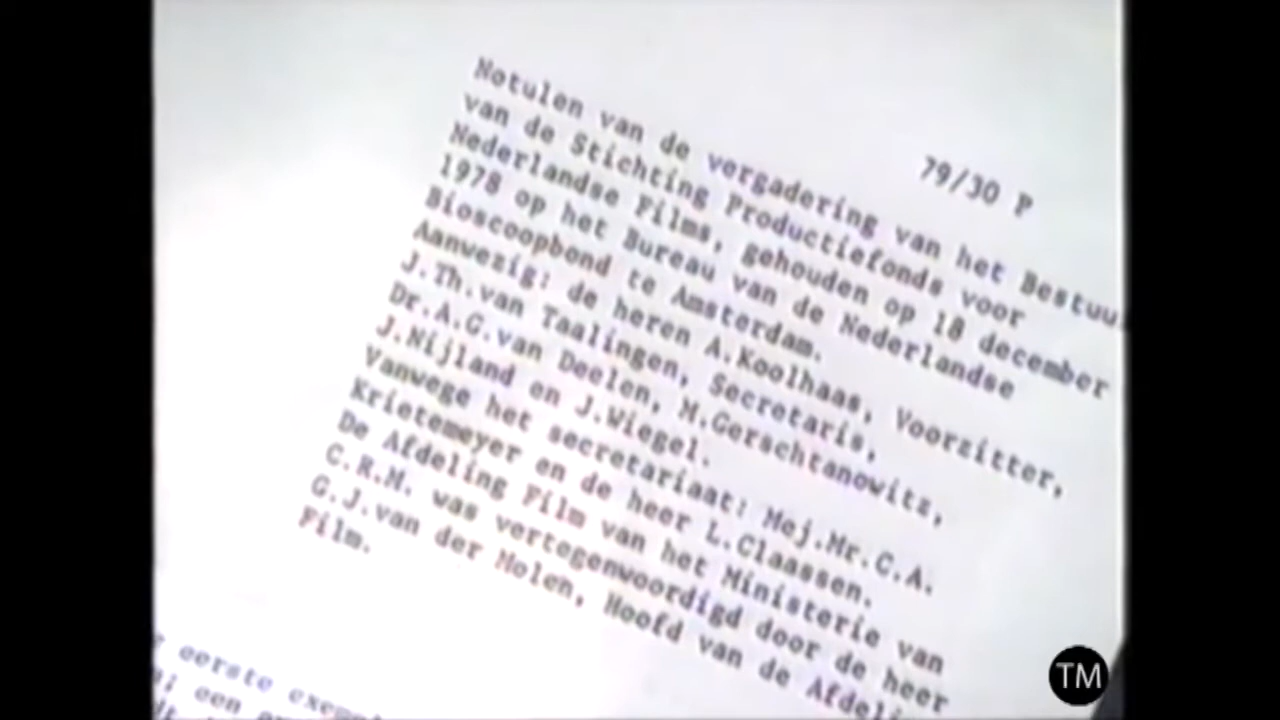 79/30 P
Notulen van de vergadering van het Bestuu
van de Stichting Productiefonds voor
Nederlandse Films, gehouden op 18 december
1978 op het Bureau van de Nederlandse
Bioscoopbond te Amsterdam.
Aanwezig: de heren A.Koolhaas, Voorzitter,
J.Th.van Taalingen, Secretaris,
Dr.A.G.van Deelen, M.Gerschtanowitz,
J.Nijland en J.Wiegel.
Vanwege het secretariaat: Mej.Mr.C.A.
Krietemeyer en de heer L.Claassen.
De Afdeling Film van het Ministerie van
C.R.M. was vertegenwoordigd door de heer
G.J.van der Molen, Hoofd van de Afdeli
Film.
eerste
een
TM